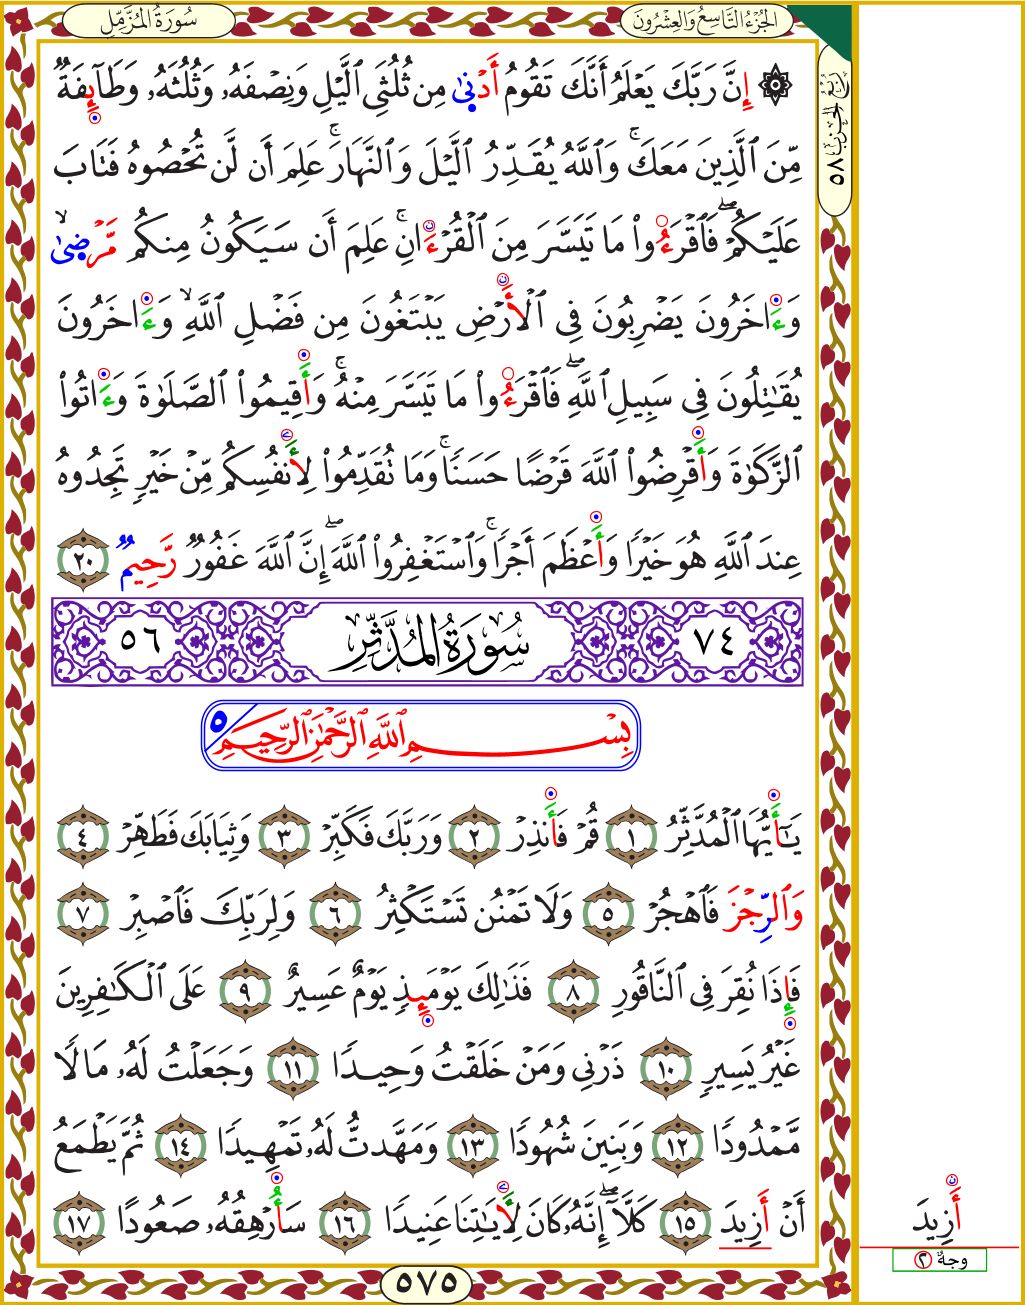 سُورَةُ المُزَّمِّلِ
الجُزْءُ التَّاسِعُ وَالعِشْرُونَ
رُبُعُ الحِزْبِ ٥٨
۞ إِنَّ رَبَّكَ يَعْلَمُ أَنَّكَ تَقُومُ أَدْنَىٰ مِن ثُلُثَيِ ٱلَّيْلِ وَنِصْفَهُۥ وَثُلُثَهُۥ وَطَآئِفَةٌ
مِّنَ ٱلَّذِينَ مَعَكَ ۚ وَٱللَّهُ يُقَدِّرُ ٱلَّيْلَ وَٱلنَّهَارَ ۚ عَلِمَ أَن لَّن تُحْصُوهُ فَتَابَ
عَلَيْكُمْ ۖ فَٱقْرَءُوا۟ مَا تَيَسَّرَ مِنَ ٱلْقُرْءَانِ ۚ عَلِمَ أَن سَيَكُونُ مِنكُم مَّرْضَىٰ ۙ
وَءَاخَرُونَ يَضْرِبُونَ فِى ٱلْأَرْضِ يَبْتَغُونَ مِن فَضْلِ ٱللَّهِ ۙ وَءَاخَرُونَ
يُقَـٰتِلُونَ فِى سَبِيلِ ٱللَّهِ ۖ فَٱقْرَءُوا۟ مَا تَيَسَّرَ مِنْهُ ۚ وَأَقِيمُوا۟ ٱلصَّلَوٰةَ وَءَاتُوا۟
ٱلزَّكَوٰةَ وَأَقْرِضُوا۟ ٱللَّهَ قَرْضًا حَسَنًا ۚ وَمَا تُقَدِّمُوا۟ لِأَنفُسِكُم مِّنْ خَيْرٍ تَجِدُوهُ
عِندَ ٱللَّهِ هُوَ خَيْرًا وَأَعْظَمَ أَجْرًا ۚ وَٱسْتَغْفِرُوا۟ ٱللَّهَ ۖ إِنَّ ٱللَّهَ غَفُورٌ رَّحِيمٌۢ ٢٠
٧٤ سُورَةُ المُدَّثِّرِ ٥٦
بِسْمِ ٱللَّهِ ٱلرَّحْمَـٰنِ ٱلرَّحِيمِ ٥
يَـٰٓأَيُّهَا ٱلْمُدَّثِّرُ ١ قُمْ فَأَنذِرْ ٢ وَرَبَّكَ فَكَبِّرْ ٣ وَثِيَابَكَ فَطَهِّرْ ٤
وَٱلرِّجْزَ فَٱهْجُرْ ٥ وَلَا تَمْنُن تَسْتَكْثِرُ ٦ وَلِرَبِّكَ فَٱصْبِرْ ٧
فَإِذَا نُقِرَ فِى ٱلنَّاقُورِ ٨ فَذَٰلِكَ يَوْمَئِذٍ يَوْمٌ عَسِيرٌ ٩ عَلَى ٱلْكَـٰفِرِينَ
غَيْرُ يَسِيرٍ ١٠ ذَرْنِى وَمَنْ خَلَقْتُ وَحِيدًا ١١ وَجَعَلْتُ لَهُۥ مَالًا
مَّمْدُودًا ١٢ وَبَنِينَ شُهُودًا ١٣ وَمَهَّدتُّ لَهُۥ تَمْهِيدًا ١٤ ثُمَّ يَطْمَعُ
أَنْ أَزِيدَ ١٥ كَلَّآ ۖ إِنَّهُۥ كَانَ لِأَيَـٰتِنَا عَنِيدًا ١٦ سَأُرْهِقُهُۥ صَعُودًا ١٧
أَزِيدَ
وجهٌ ٢
٥٧٥